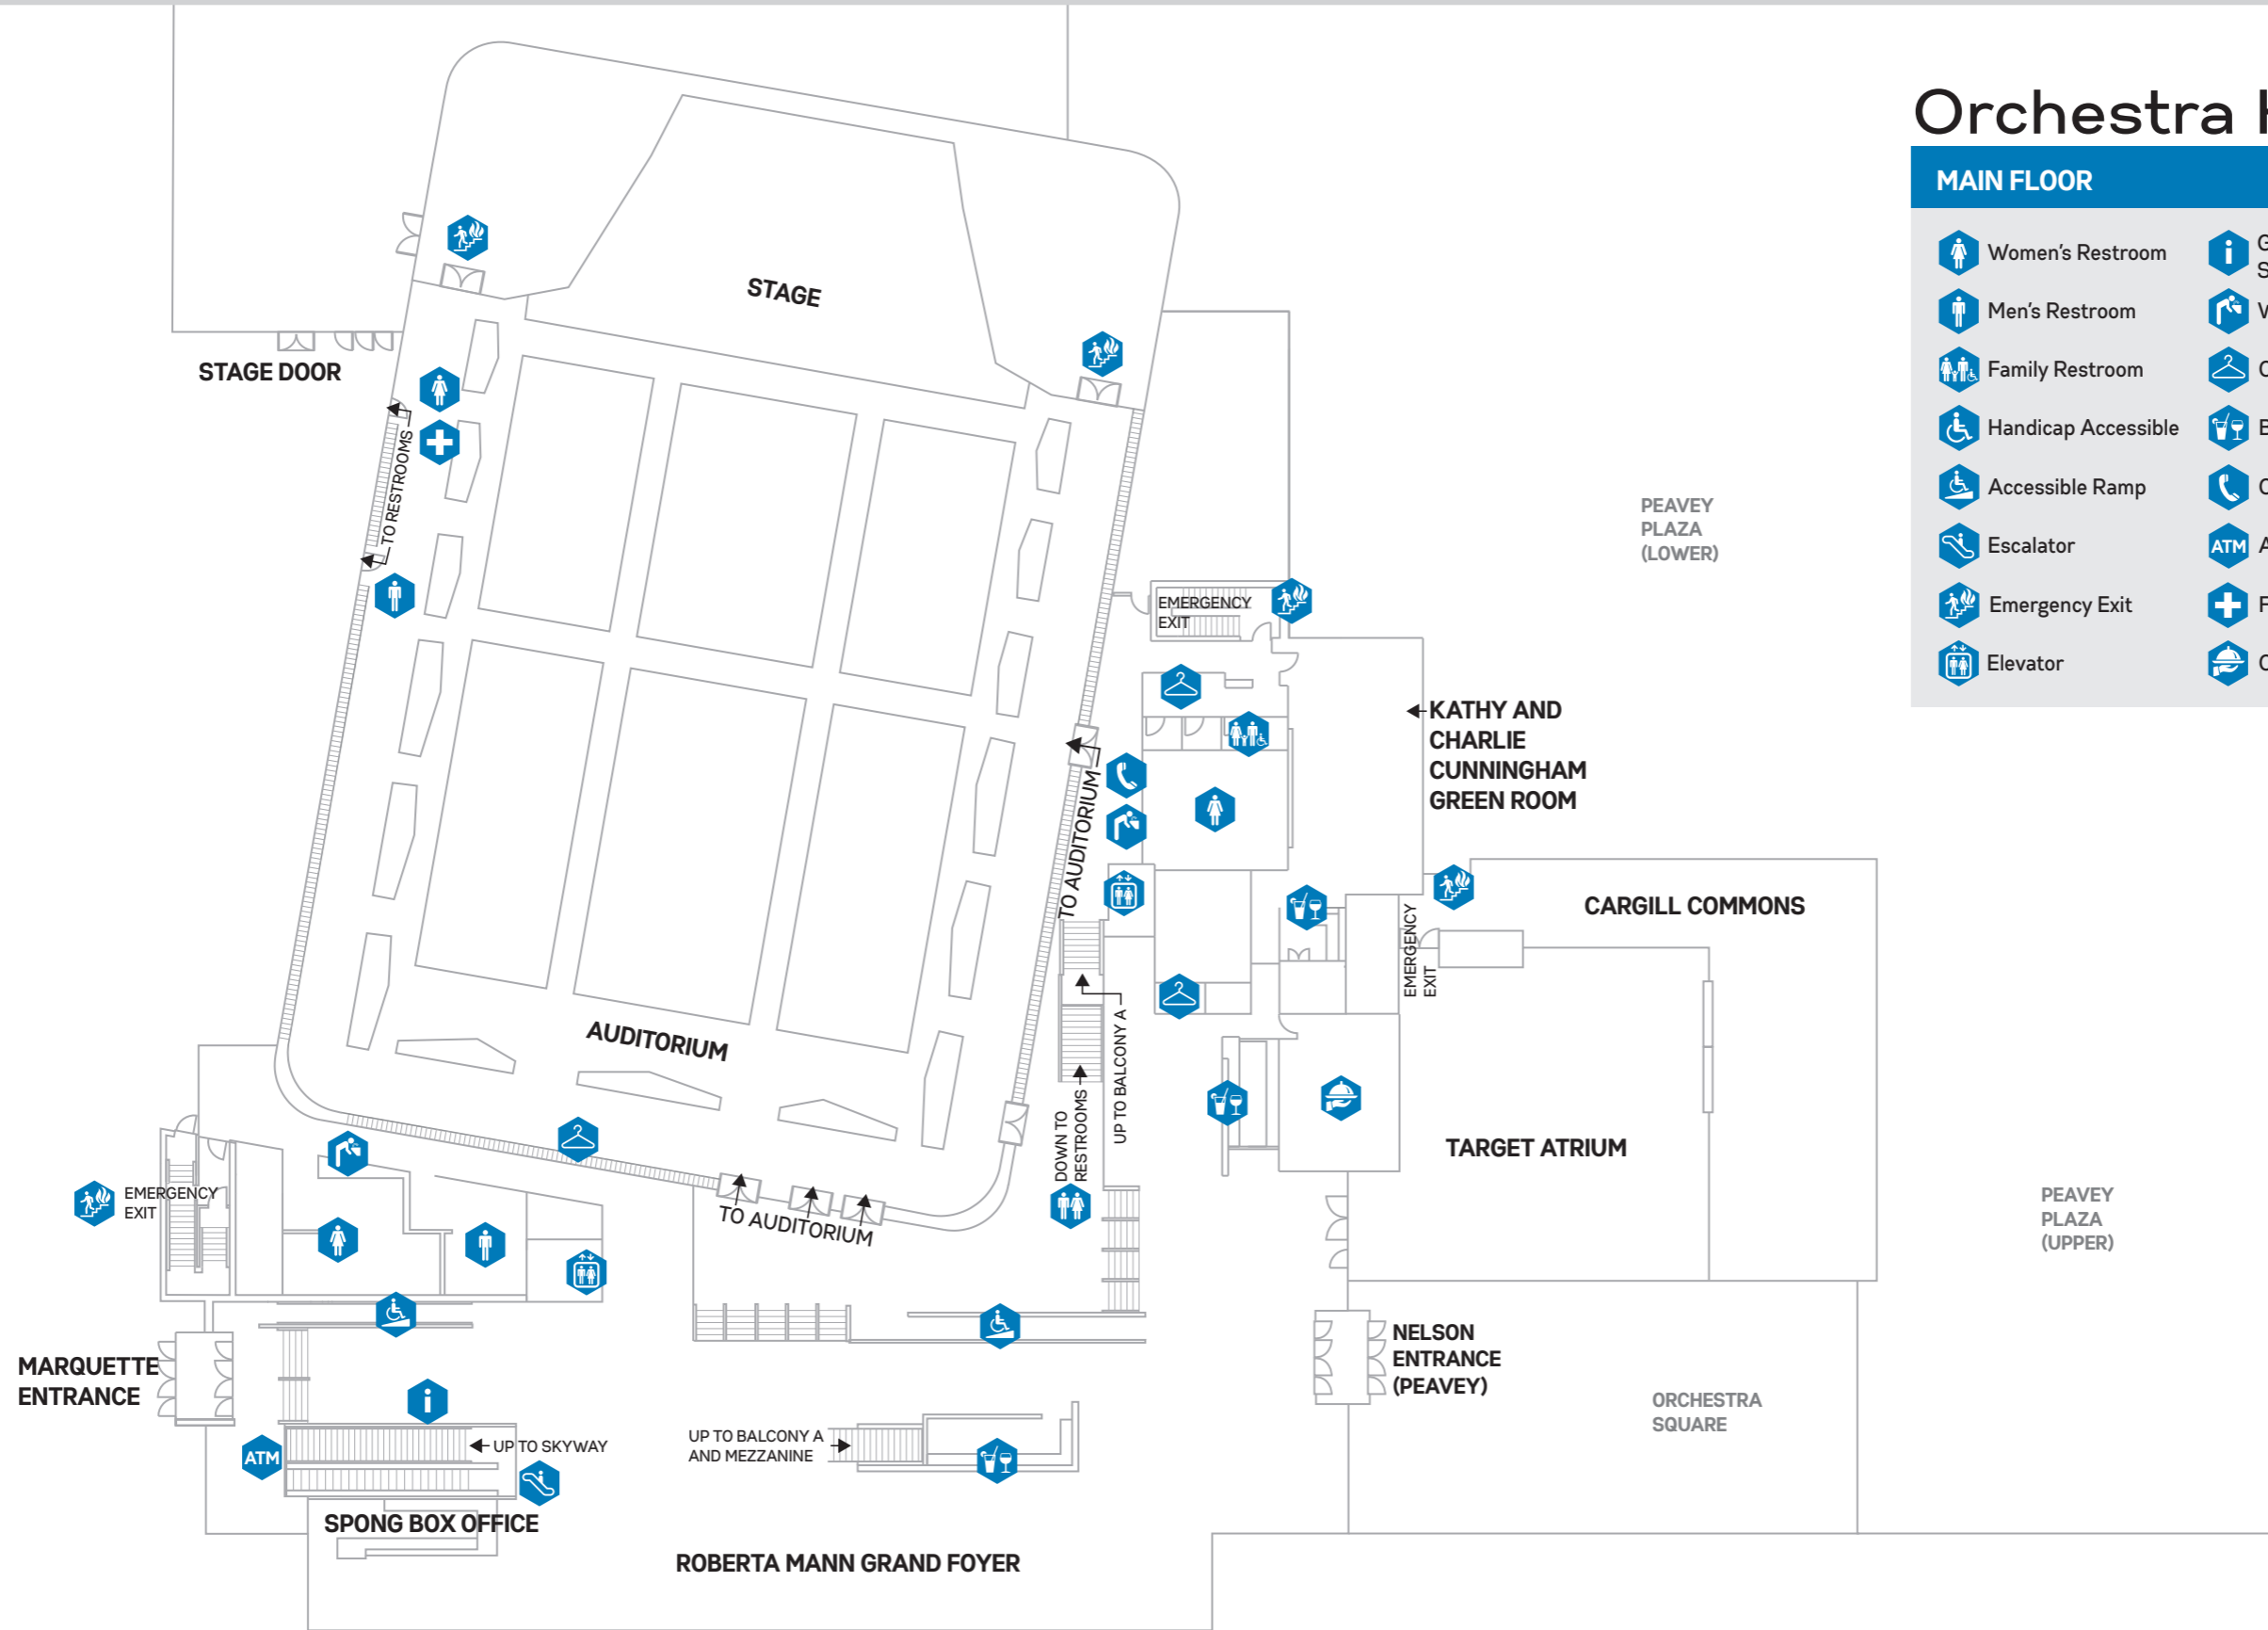 Orchestra
MAIN FLOOR
Women's Restroom
Men's Restroom
Family Restroom
Handicap Accessible
Accessible Ramp
Escalator
Emergency Exit
Elevator
ATM
STAGE
STAGE DOOR
TO RESTROOMS
PEAVEY
PLAZA
(LOWER)
EMERGENCY
EXIT
KATHY AND
CHARLIE
CUNNINGHAM
GREEN ROOM
TO AUDITORIUM
CARGILL COMMONS
EMERGENCY
EXIT
AUDITORIUM
UP TO BALCONY A
DOWN TO
RESTROOMS
TARGET ATRIUM
EMERGENCY
EXIT
TO AUDITORIUM
PEAVEY
PLAZA
(UPPER)
MARQUETTE
ENTRANCE
NELSON
ENTRANCE
(PEAVEY)
ORCHESTRA
SQUARE
UP TO SKYWAY
UP TO BALCONY A
AND MEZZANINE
ATM
SPONG BOX OFFICE
ROBERTA MANN GRAND FOYER